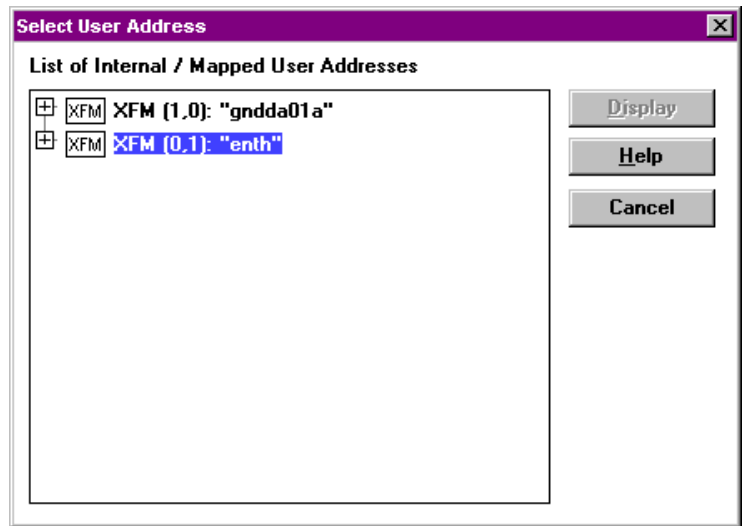 Select User Address
List of Internal / Mapped User Addresses
XFM XFM (1,0): "gndda01a"
XFM XFM (0,1): "enth"
Display
Help
Cancel